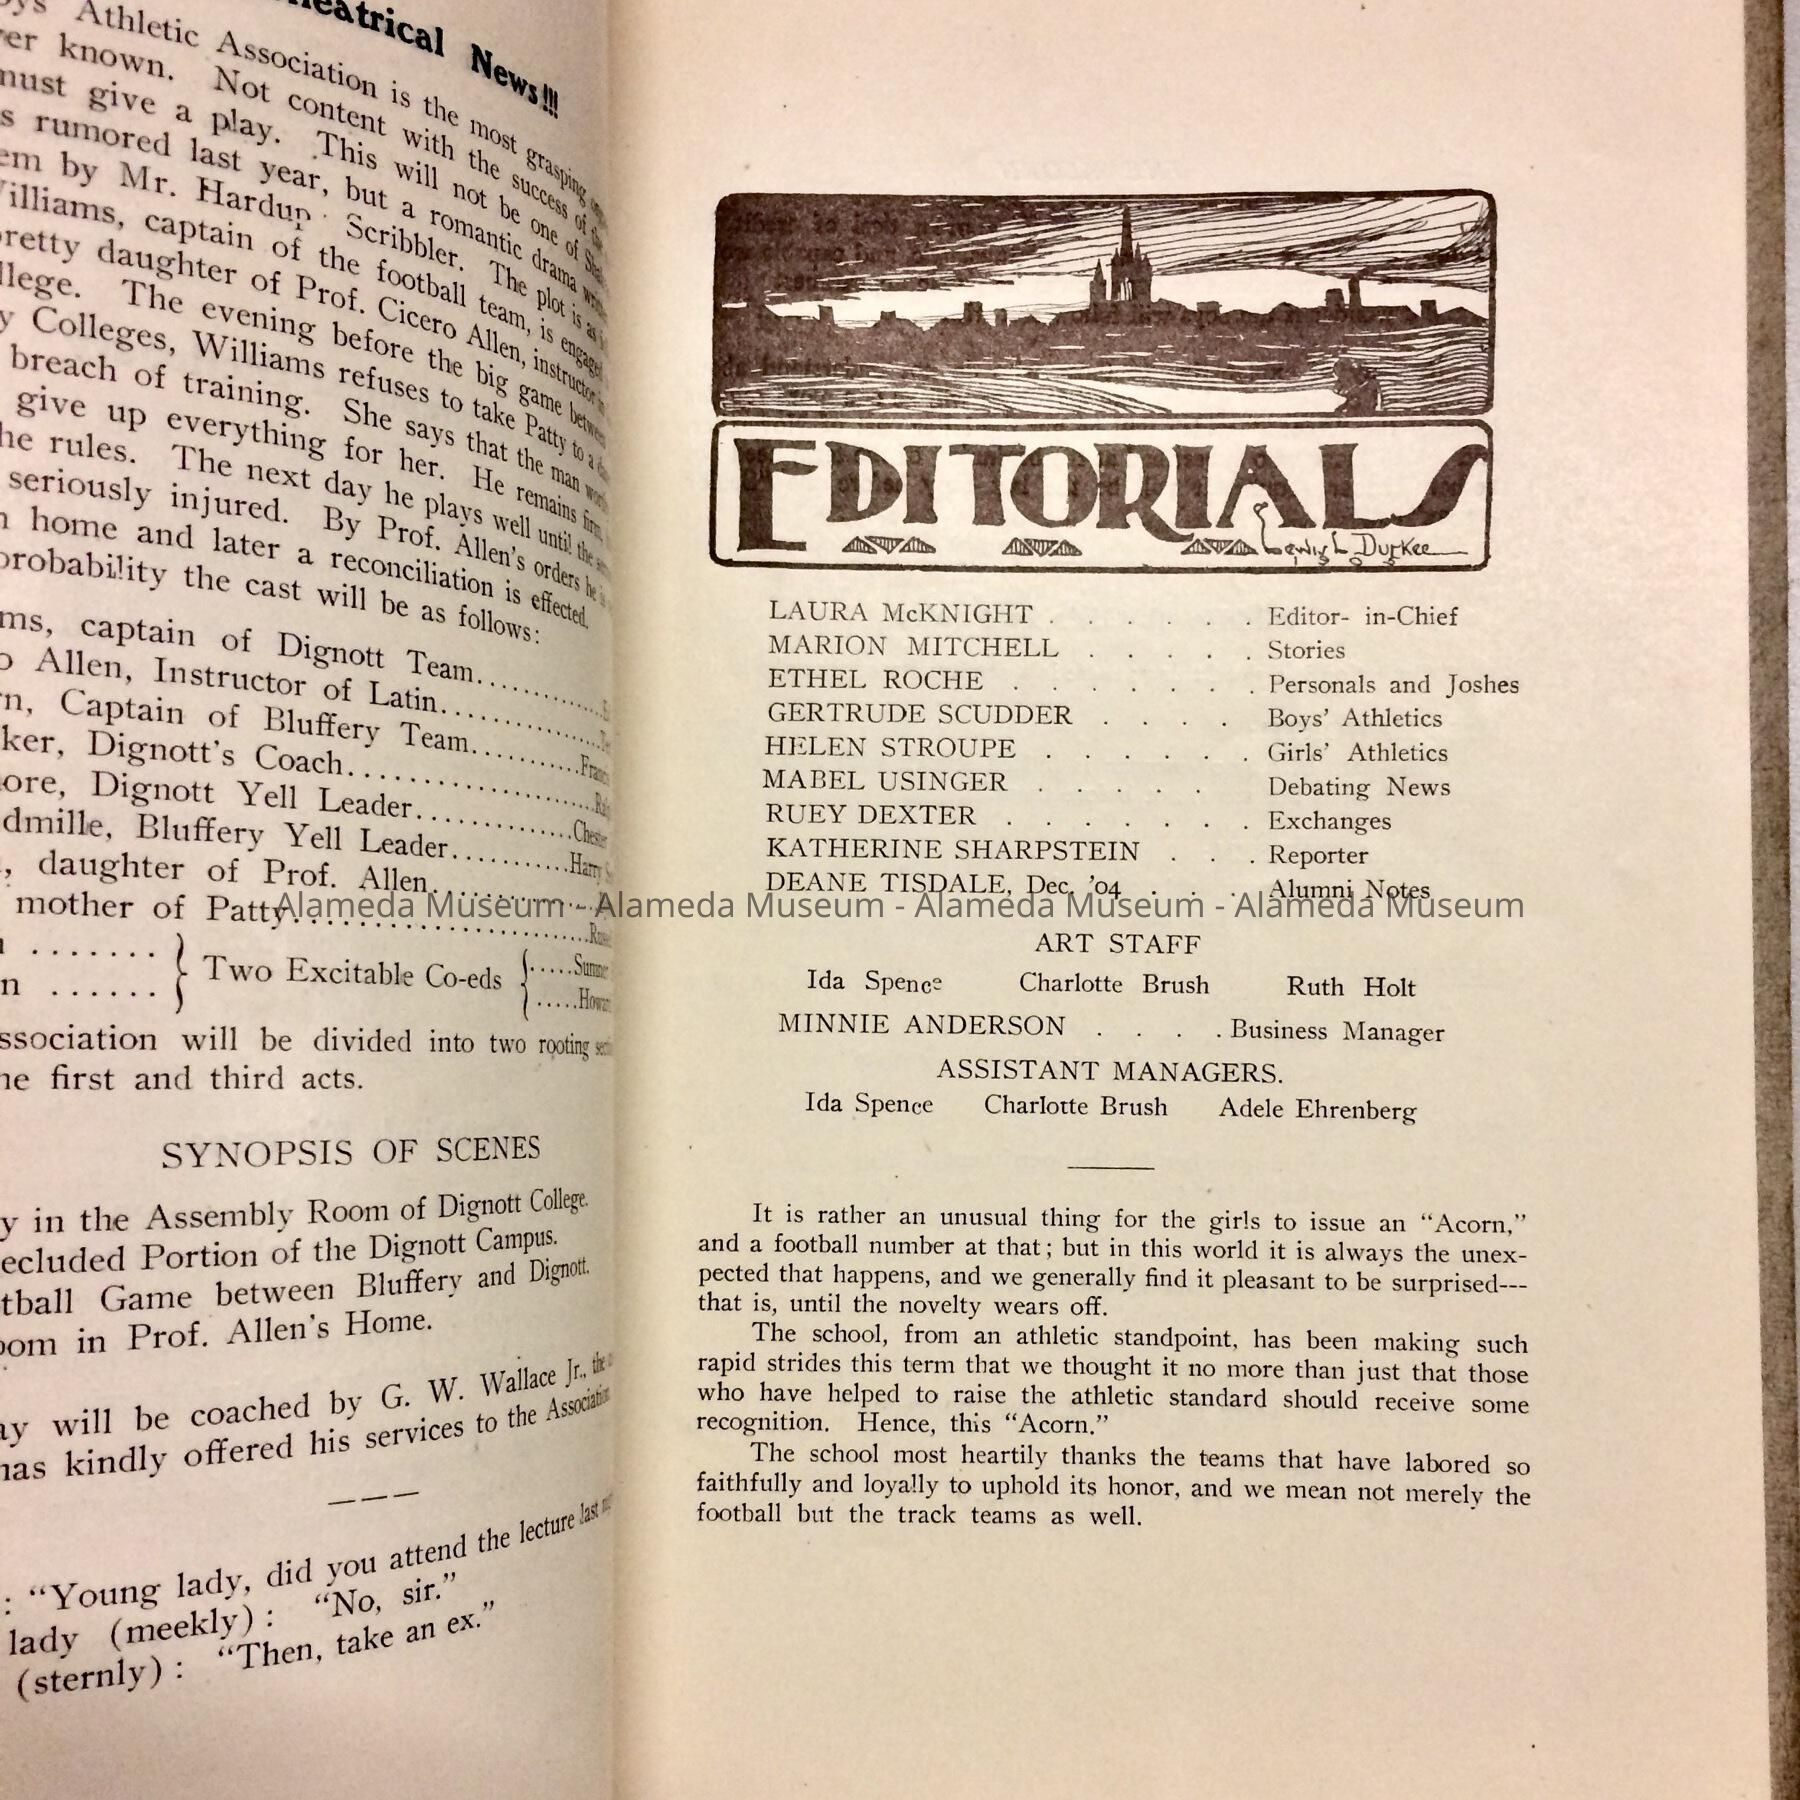 eatrical News!!!
Athletic Association is the most grasping
er known. Not content with the success of the
must give a play. This will not be one of
s rumored last year, but a romantic drama
em by Mr. Hardup Scribbler. The plot is as
Williams, captain of the football team, is engaged
pretty daughter of Prof. Cicero Allen, instructor in
llege. The evening before the big game between
y Colleges, Williams refuses to take Patty to a
breach of training. She says that the man
give up everything for her. He remains firm
he rules. The next day he plays well until the
seriously injured. By Prof. Allen's orders he is
home and later a reconciliation is effected.
probability the cast will be as follows:
ms, captain of Dignott Team
o Allen, Instructor of Latin
rn, Captain of Bluffery Team
ker, Dignott's Coach
ore, Dignott Yell Leader
dmille, Bluffery Yell Leader
daughter of Prof. Allen
mother of Patty
Two Excitable Co-eds
ssociation will be divided into two rooting
he first and third acts.
SYNOPSIS OF SCENES
y in the Assembly Room of Dignott College.
ecluded Portion of the Dignott Campus.
tball Game between Bluffery and Dignott.
oom in Prof. Allen's Home.
ay will be coached by G. W. Wallace Jr., the
has kindly offered his services to the Association
: "Young lady, did you attend the lecture last
lady (meekly): "No, sir."
(sternly): "Then, take an ex."
EDITORIALS
Lewis L Durkee
LAURA McKNIGHT . . . . . . Editor- in-Chief
MARION MITCHELL . . . . . Stories
ETHEL ROCHE . . . . . . . Personals and Joshes
GERTRUDE SCUDDER . . . . Boys' Athletics
HELEN STROUPE . . . . . . Girls' Athletics
MABEL USINGER . . . . . Debating News
RUEY DEXTER . . . . . . . Exchanges
KATHERINE SHARPSTEIN . . . Reporter
DEANE TISDALE, Dec. '04 . . . Alumni Notes
Alameda Museum - Alameda Museum - Alameda Museum - Alameda Museum
ART STAFF
Ida Spence Charlotte Brush Ruth Holt
MINNIE ANDERSON . . . . Business Manager
ASSISTANT MANAGERS.
Ida Spence Charlotte Brush Adele Ehrenberg
It is rather an unusual thing for the girls to issue an "Acorn,"
and a football number at that; but in this world it is always the unex-
pected that happens, and we generally find it pleasant to be surprised---
that is, until the novelty wears off.
The school, from an athletic standpoint, has been making such
rapid strides this term that we thought it no more than just that those
who have helped to raise the athletic standard should receive some
recognition. Hence, this "Acorn."
The school most heartily thanks the teams that have labored so
faithfully and loyally to uphold its honor, and we mean not merely the
football but the track teams as well.